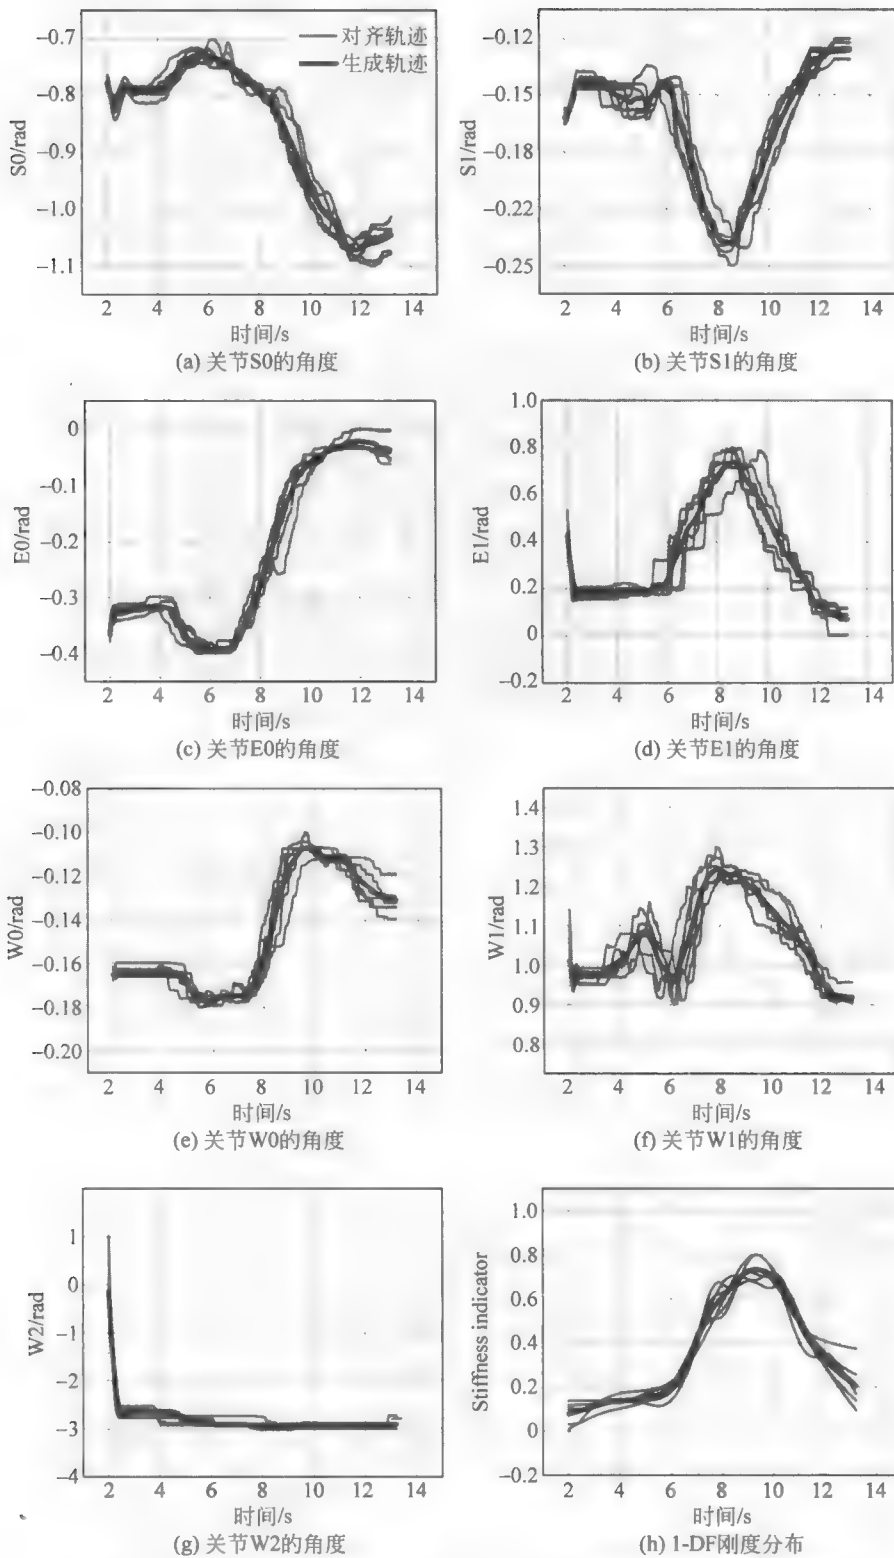 -0.7
-0.8
-0.9
-1.0
-1.1
S0/rad
对齐轨迹
生成轨迹
2 4 6 8 10 12 14
时间/s
(a) 关节S0的角度
-0.12
-0.15
-0.18
-0.22
-0.25
S1/rad
2 4 6 8 10 12 14
时间/s
(b) 关节S1的角度
0
-0.1
-0.2
-0.3
-0.4
E0/rad
2 4 6 8 10 12 14
时间/s
(c) 关节E0的角度
1.0
0.8
0.6
0.4
0.2
0
-0.2
E1/rad
2 4 6 8 10 12 14
时间/s
(d) 关节E1的角度
-0.08
-0.10
-0.12
-0.14
-0.16
-0.18
-0.20
W0/rad
2 4 6 8 10 12 14
时间/s
(e) 关节W0的角度
1.4
1.3
1.2
1.1
1.0
0.9
0.8
W1/rad
2 4 6 8 10 12 14
时间/s
(f) 关节W1的角度
2
1
0
-1
-2
-3
-4
W2/rad
2 4 6 8 10 12 14
时间/s
(g) 关节W2的角度
1.0
0.8
0.6
0.4
0.2
0
-0.2
Stiffness indicator
2 4 6 8 10 12 14
时间/s
(h) 1-DF刚度分布